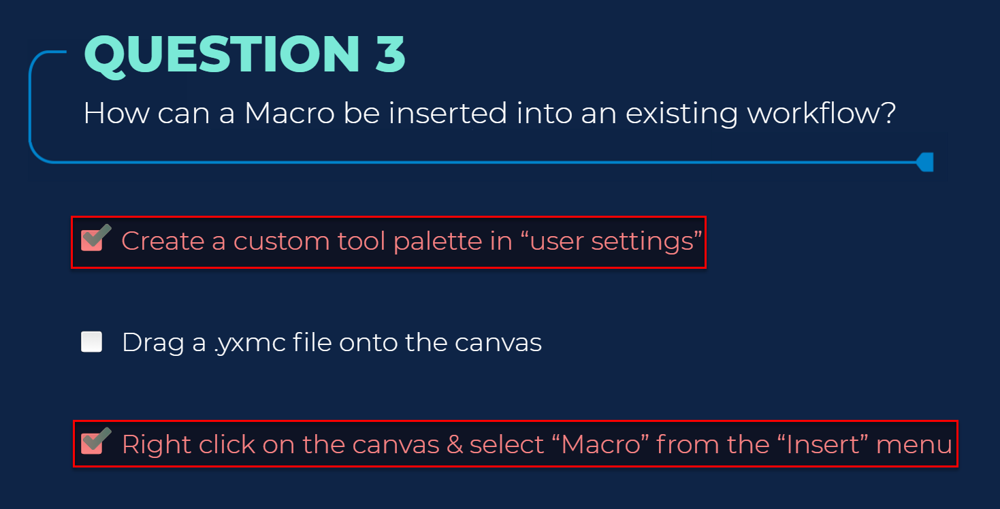 QUESTION 3
How can a Macro be inserted into an existing workflow?
Create a custom tool palette in “user settings”
Drag a .yxmc file onto the canvas
Right click on the canvas & select “Macro” from the “Insert” menu